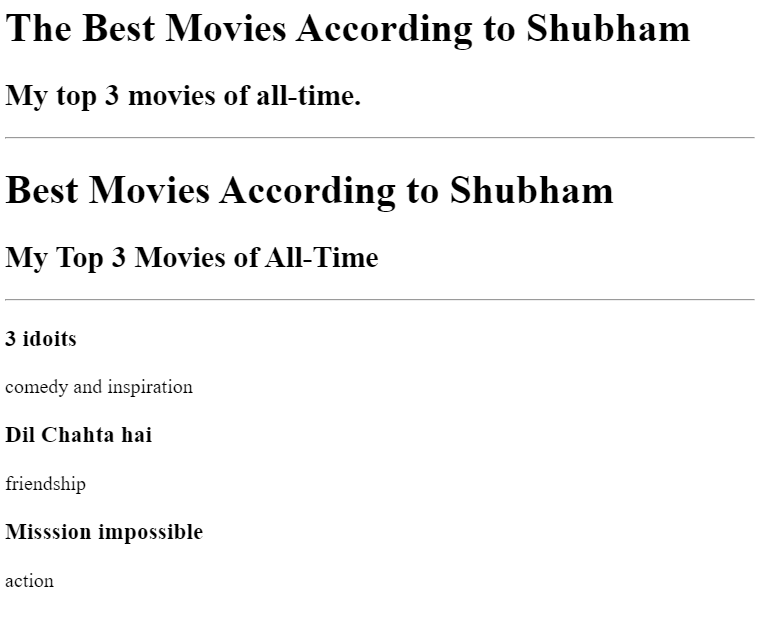 The Best Movies According to Shubham
My top 3 movies of all-time.
Best Movies According to Shubham
My Top 3 Movies of All-Time
3 idoits
comedy and inspiration
Dil Chahta hai
friendship
Misssion impossible
action